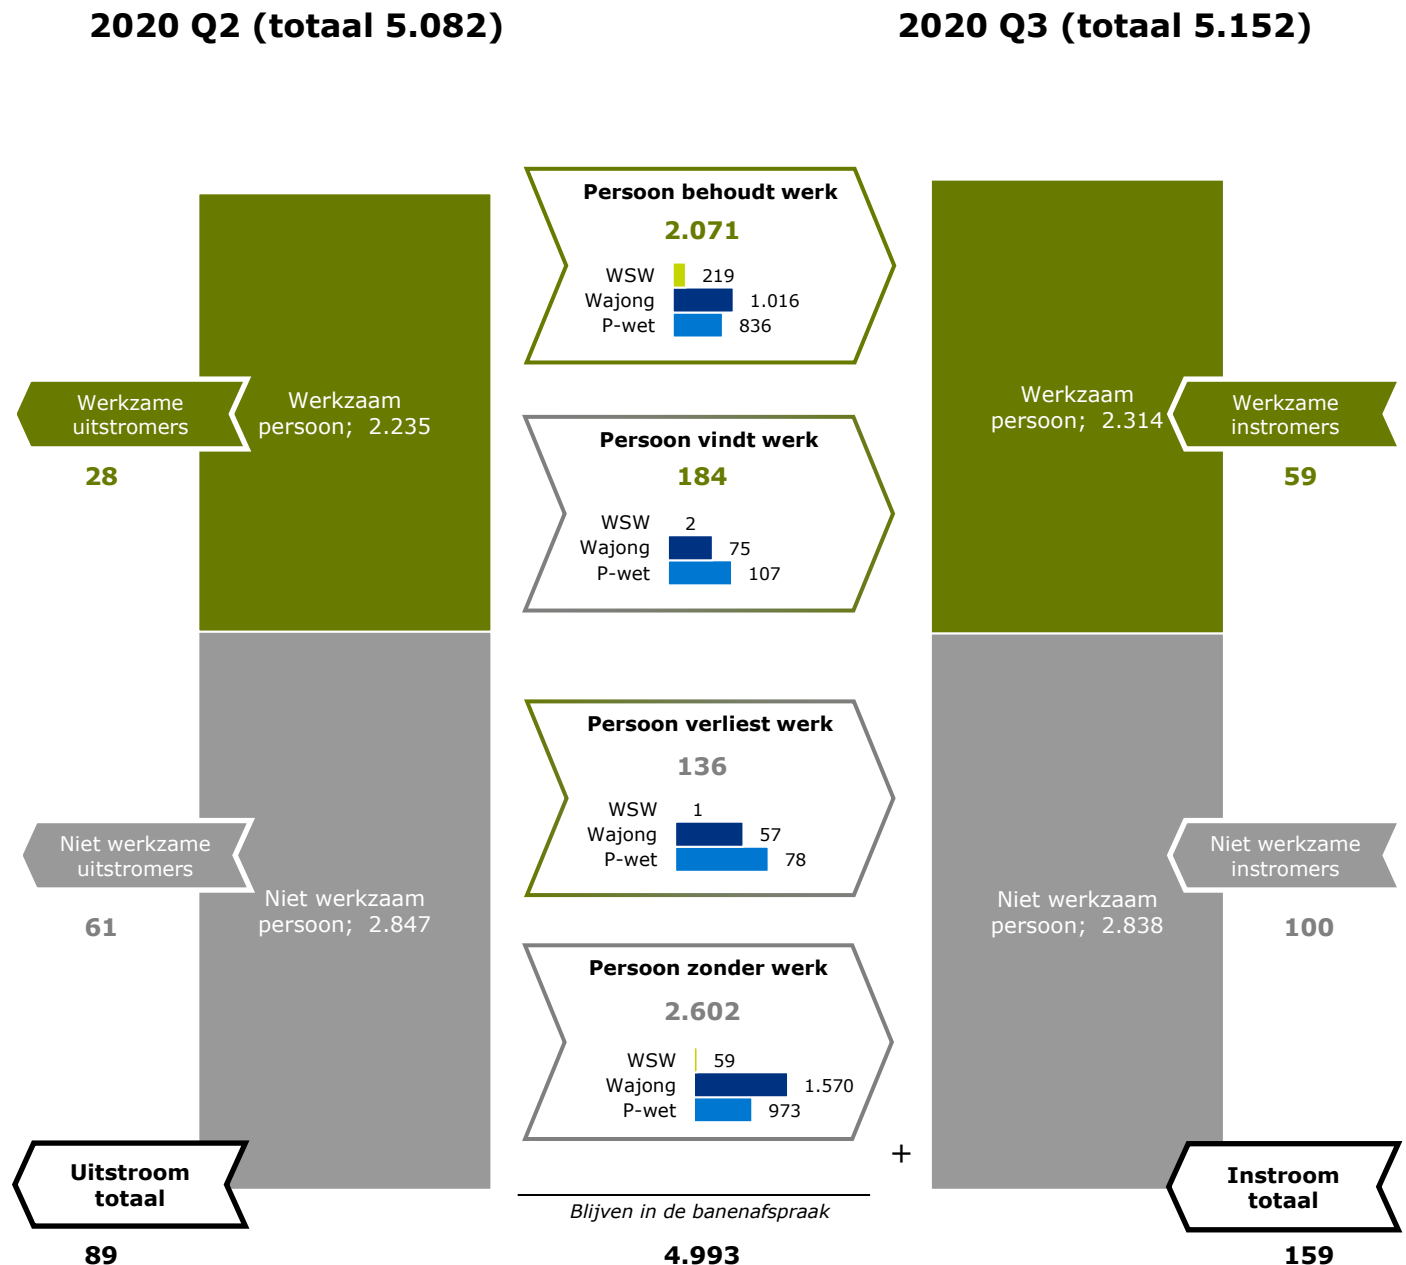 2020 Q2 (totaal 5.082)
2020 Q3 (totaal 5.152)
Persoon behoudt werk
2.071
WSW 219
Wajong 1.016
P-wet 836
Werkzame
uitstromers
28
Werkzaam
persoon; 2.235
Persoon vindt werk
184
WSW 2
Wajong 75
P-wet 107
Werkzaam
persoon; 2.314
Werkzame
instromers
59
Persoon verliest werk
136
WSW 1
Wajong 57
P-wet 78
Niet werkzame
uitstromers
61
Niet werkzaam
persoon; 2.847
Niet werkzaam
persoon; 2.838
Niet werkzame
instromers
100
Persoon zonder werk
2.602
WSW 59
Wajong 1.570
P-wet 973
+
Uitstroom
totaal
89
Blijven in de banenafspraak
4.993
Instroom
totaal
159